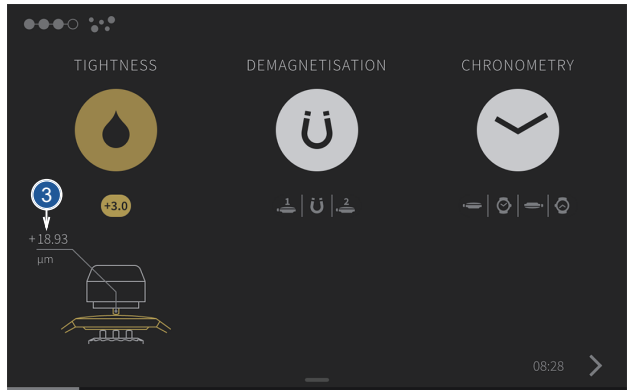 TIGHTNESS
DEMAGNETISATION
CHRONOMETRY
3
+3.0
1
2
+18.93
µm
08:28